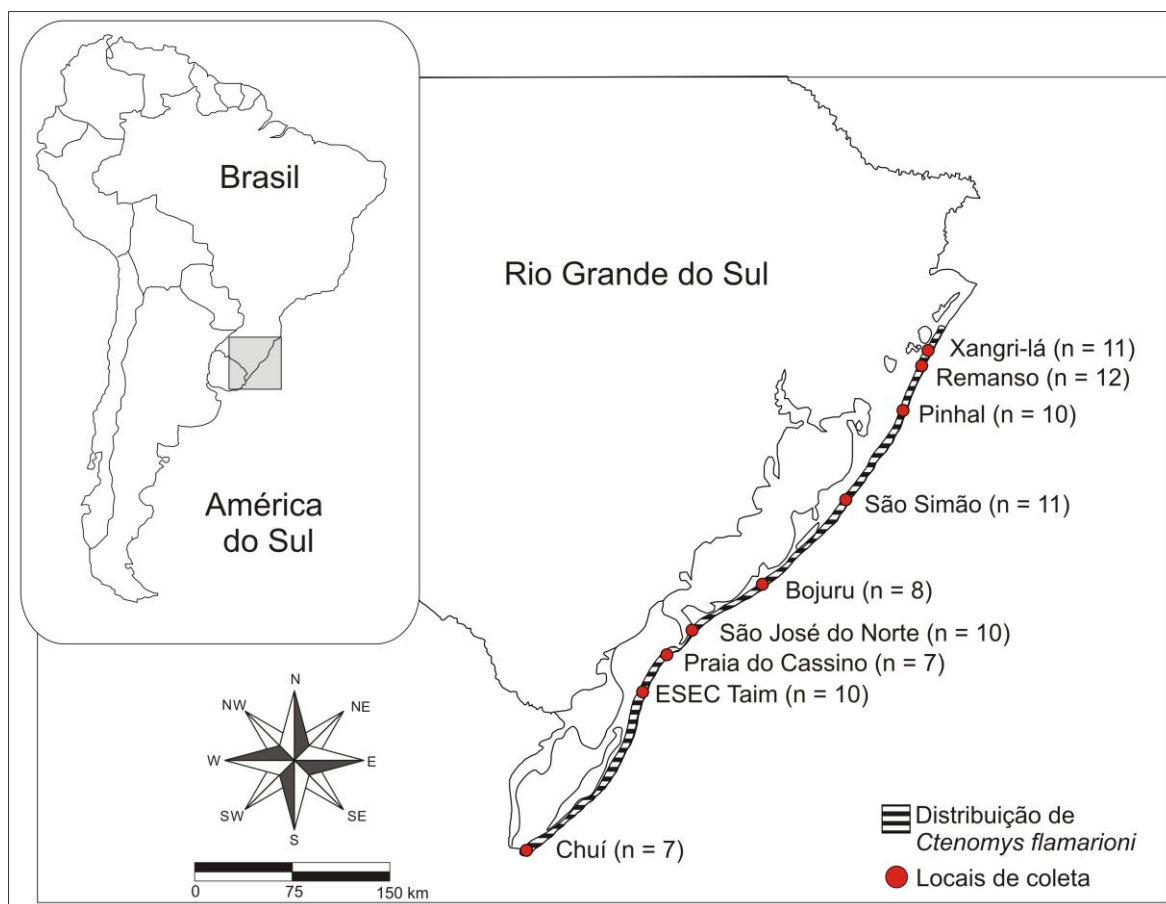 Brasil
América
do Sul
Rio Grande do Sul
Xangri-lá (n = 11)
Remanso (n = 12)
Pinhal (n = 10)
São Simão (n = 11)
Bojuru (n = 8)
São José do Norte (n = 10)
Praia do Cassino (n = 7)
ESEC Taim (n = 10)
Chuí (n = 7)
N
NW
NE
W
E
SW
SE
S
0
75
150 km
Distribuição de
Ctenomys flamarioni
Locais de coleta